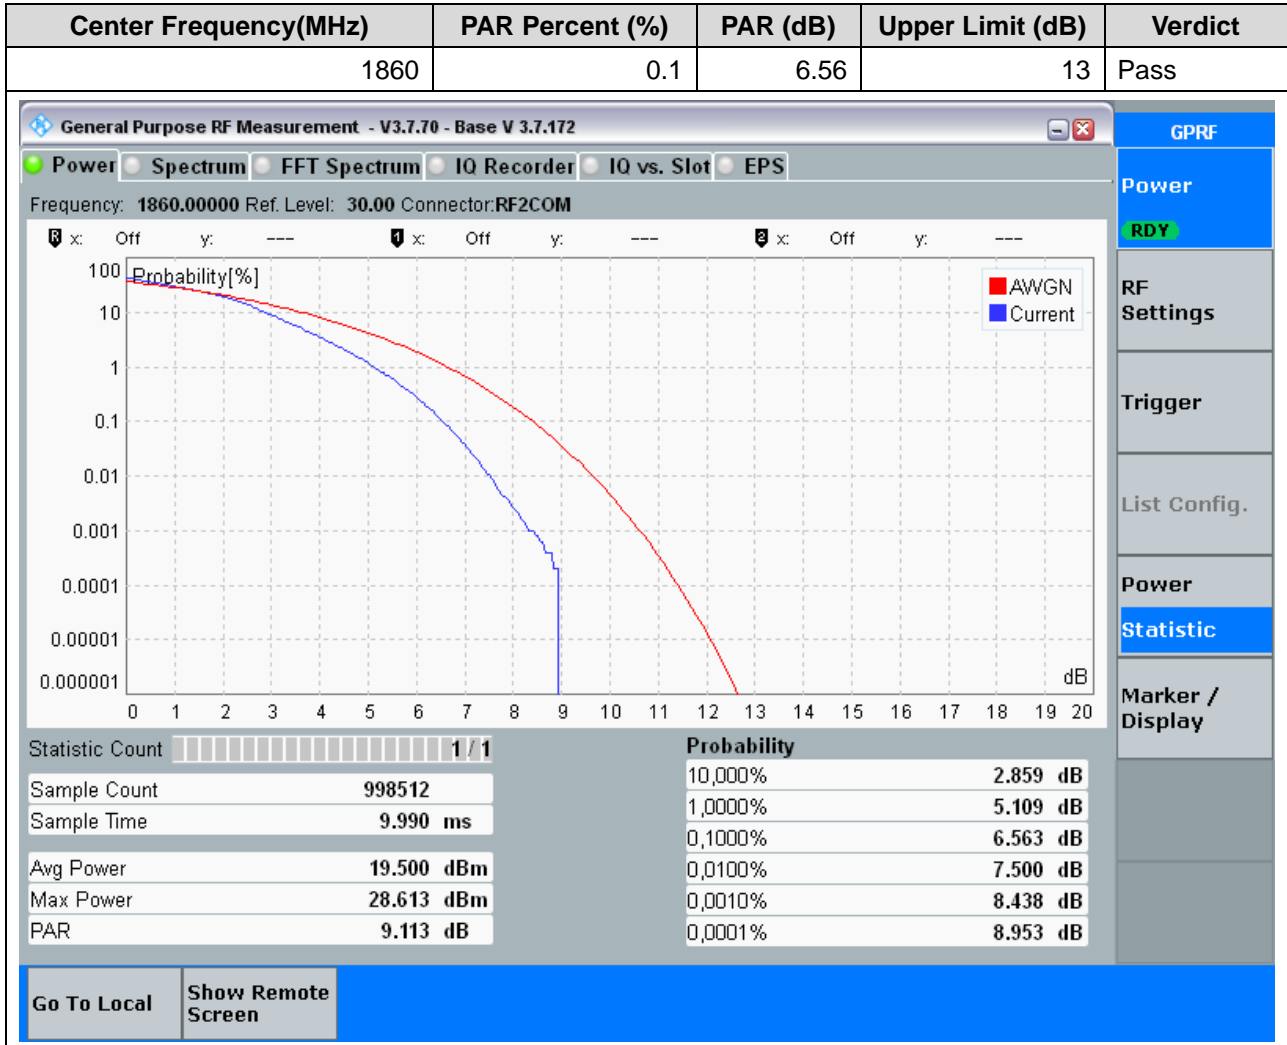 Center Frequency(MHz) PAR Percent (%) PAR (dB) Upper Limit (dB) Verdict
1860 0.1 6.56 13 Pass
General Purpose RF Measurement - V3.7.70 - Base V 3.7.172
GPRF
Power Spectrum FFT Spectrum IQ Recorder IQ vs. Slot EPS
Frequency: 1860.00000 Ref. Level: 30.00 Connector:RF2COM
R x: Off y: --- 1 x: Off y: --- 2 x: Off y: ---
Probability[%]
AWGN
Current
100
10
1
0.1
0.01
0.001
0.0001
0.00001
0.000001
dB
0 1 2 3 4 5 6 7 8 9 10 11 12 13 14 15 16 17 18 19 20
Statistic Count 1 / 1
Sample Count 998512
Sample Time 9.990 ms
Avg Power 19.500 dBm
Max Power 28.613 dBm
PAR 9.113 dB
Probability
10,000% 2.859 dB
1,0000% 5.109 dB
0,1000% 6.563 dB
0,0100% 7.500 dB
0,0010% 8.438 dB
0,0001% 8.953 dB
Power
RDY
RF
Settings
Trigger
List Config.
Power
Statistic
Marker /
Display
Go To Local
Show Remote
Screen